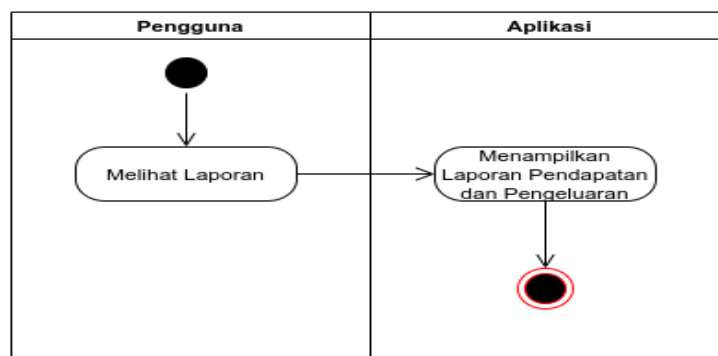 Pengguna
Aplikasi
Melihat Laporan
Menampilkan
Laporan Pendapatan
dan Pengeluaran